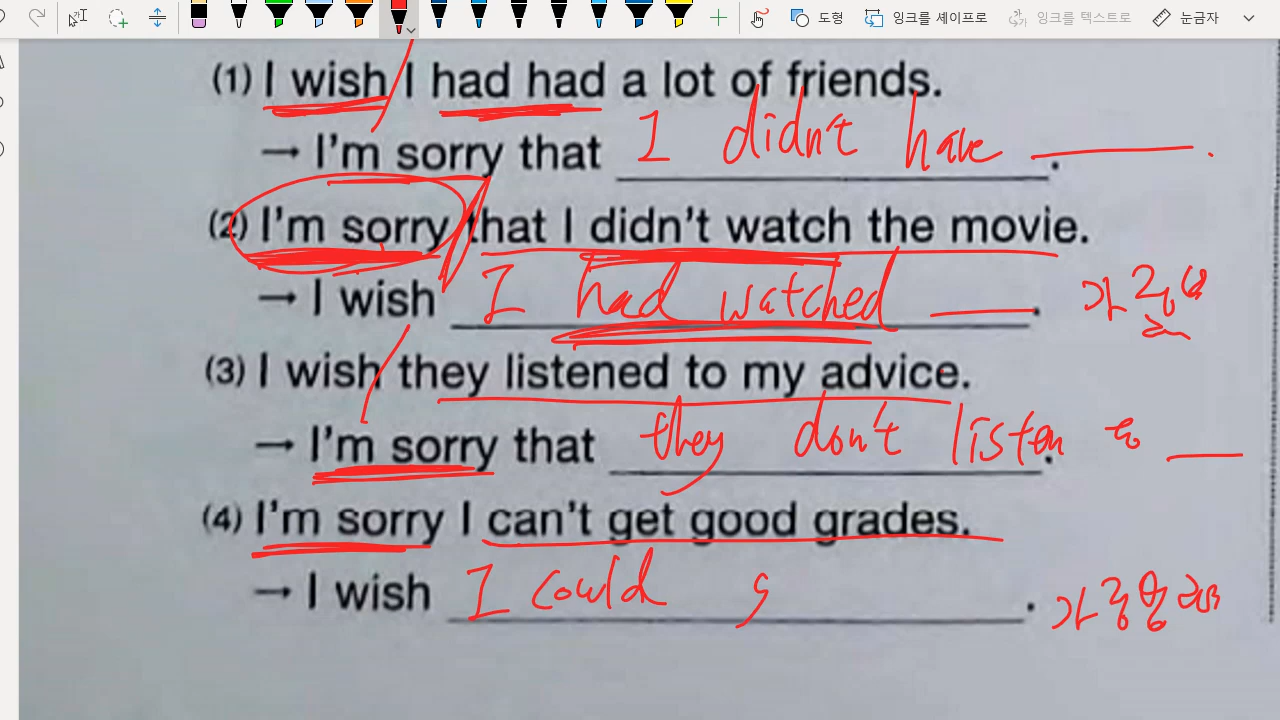 도형 잉크를 셰이프로 잉크를 텍스트로 눈금자
(1) I wish I had had a lot of friends.
→ I'm sorry that I didn't have .
(2) I'm sorry that I didn't watch the movie.
→ I wish I had watched .
(3) I wish they listened to my advice.
→ I'm sorry that they don't listen to .
(4) I'm sorry I can't get good grades.
→ I wish I could g .